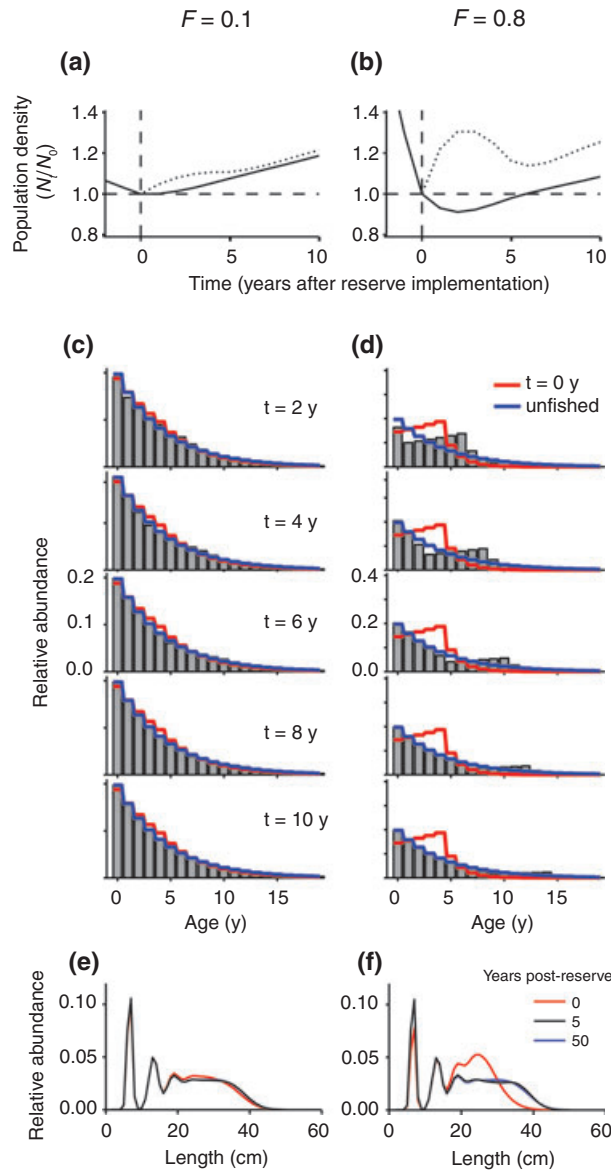 F = 0.1 F = 0.8
(a) (b)
Population density
(Nt/N0)
1.4 1.4
1.2 1.2
1.0 1.0
0.8 0.8
0 5 10 0 5 10
Time (years after reserve implementation)
(c) (d)
t = 2 y
t = 0 y
unfished
t = 4 y
Relative abundance
0.2 0.4
0.1 0.2
0.0 0.0
t = 6 y
t = 8 y
t = 10 y
0 5 10 15 0 5 10 15
Age (y) Age (y)
(e) (f)
Relative abundance
Years post-reserve
0
5
50
0.10 0.10
0.05 0.05
0.00 0.00
0 20 40 60 0 20 40 60
Length (cm) Length (cm)